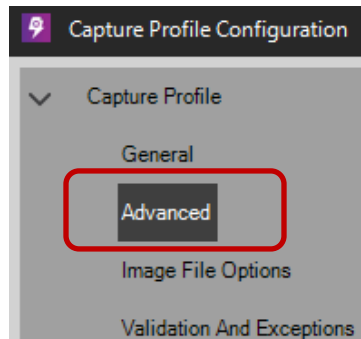 Capture Profile Configuration
Capture Profile
General
Advanced
Image File Options
Validation And Exceptions